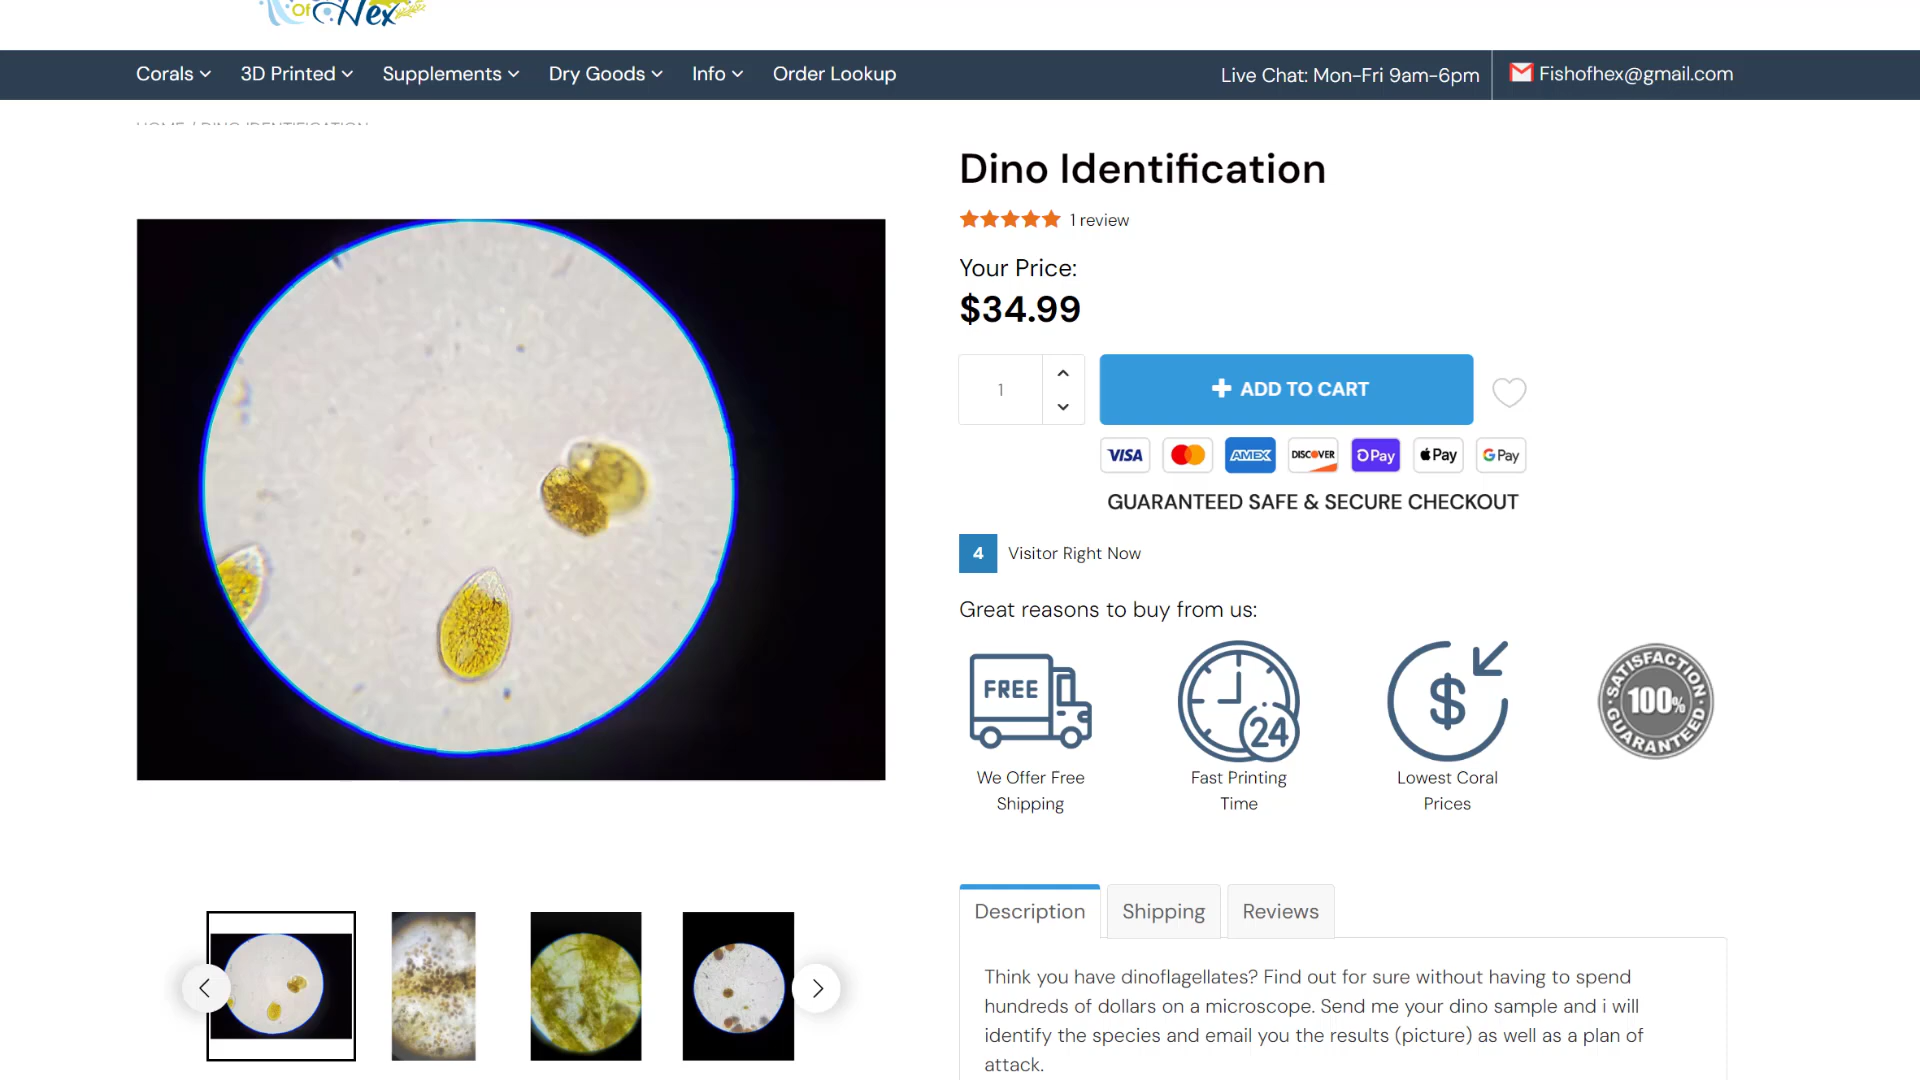 Of Hex
Corals 3D Printed Supplements Dry Goods Info Order Lookup Live Chat: Mon-Fri 9am-6pm Fishofhex@gmail.com
HOME / DINO IDENTIFICATION
Dino Identification
1 review
Your Price:
$34.99
1
ADD TO CART
VISA AMEX DISCOVER Pay Pay G Pay
GUARANTEED SAFE & SECURE CHECKOUT
4 Visitor Right Now
Great reasons to buy from us:
FREE
24
$
SATISFACTION
100%
GUARANTEED
We Offer Free
Shipping
Fast Printing
Time
Lowest Coral
Prices
Description Shipping Reviews
Think you have dinoflagellates? Find out for sure without having to spend
hundreds of dollars on a microscope. Send me your dino sample and i will
identify the species and email you the results (picture) as well as a plan of
attack.